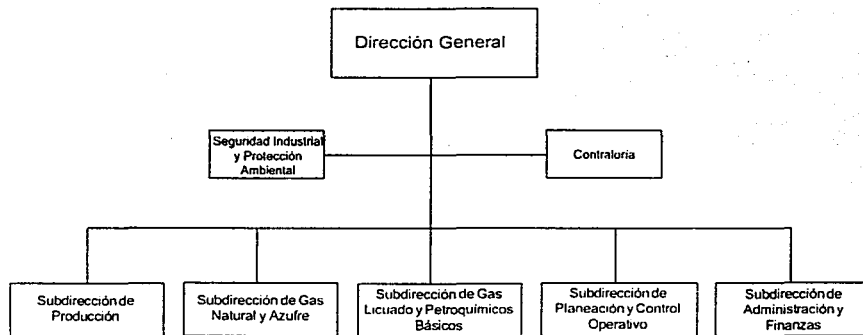 Dirección General
Seguridad Industrial
y Protección
Ambiental
Contraloría
Subdirección de
Producción
Subdirección de Gas
Natural y Azufre
Subdirección de Gas
Licuado y Petroquímicos
Básicos
Subdirección de
Planeación y Control
Operativo
Subdirección de
Administración y
Finanzas